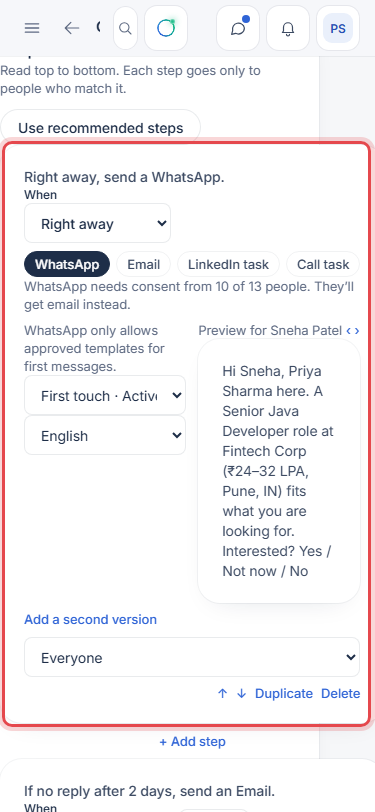 PS
Read top to bottom. Each step goes only to
people who match it.
Use recommended steps
Right away, send a WhatsApp.
When
Right away
WhatsApp
Email
LinkedIn task
Call task
WhatsApp needs consent from 10 of 13 people. They'll
get email instead.
WhatsApp only allows
approved templates for
first messages.
First touch · Active
English
Preview for Sneha Patel ‹ ›
Hi Sneha, Priya
Sharma here. A
Senior Java
Developer role at
Fintech Corp
(₹24–32 LPA,
Pune, IN) fits
what you are
looking for.
Interested? Yes /
Not now / No
Add a second version
Everyone
↑ ↓ Duplicate Delete
+ Add step
If no reply after 2 days, send an Email.
When